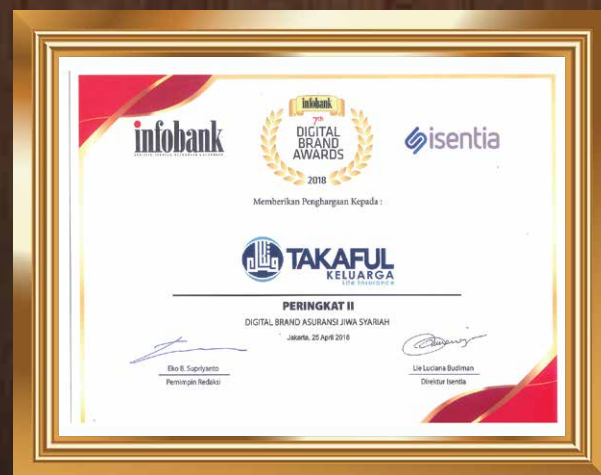 infobank
infobank
7th
DIGITAL
BRAND
AWARDS
2018
isentia
Memberikan Penghargaan Kepada :
TAKAFUL
KELUARGA
Life Insurance
PERINGKAT II
DIGITAL BRAND ASURANSI JIWA SYARIAH
Jakarta, 25 April 2018
Eko B. Supriyanto
Pemimpin Redaksi
Lie Luciana Budiman
Direktur Isentia